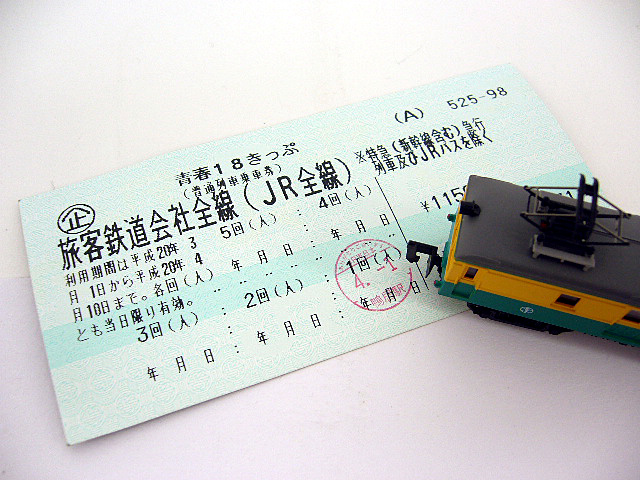 (A) 525-98
青春18きっぷ
(普通列車乗車券)
※特急(新幹線含む)急行
列車及びJRバスを除く
企 旅客鉄道会社全線(JR全線)
¥1150
利用期間は平成20年 3
月 1日から平成20年 4
月10日まで。各回(人)
とも当日限り有効。
5回(人) : 4回(人)
年 月 日 : 年 月 日
3回(人) : 2回(人) : 1回(人)
年 月 日 : 年 月 日 : 年 月 日
4.-1